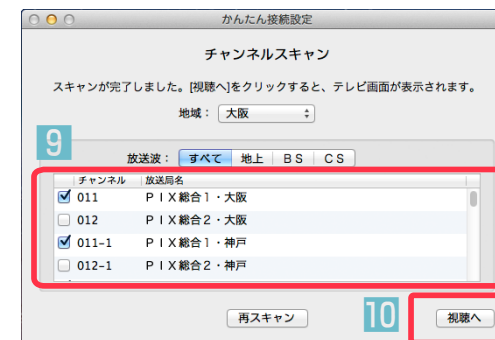 かんたん接続設定
チャンネルスキャン
スキャンが完了しました。[視聴へ]をクリックすると、テレビ画面が表示されます。
地域： 大阪
9
放送波： すべて 地上 BS CS
チャンネル 放送局名
011 PIX総合1・大阪
012 PIX総合2・大阪
011-1 PIX総合1・神戸
012-1 PIX総合2・神戸
再スキャン 10 視聴へ